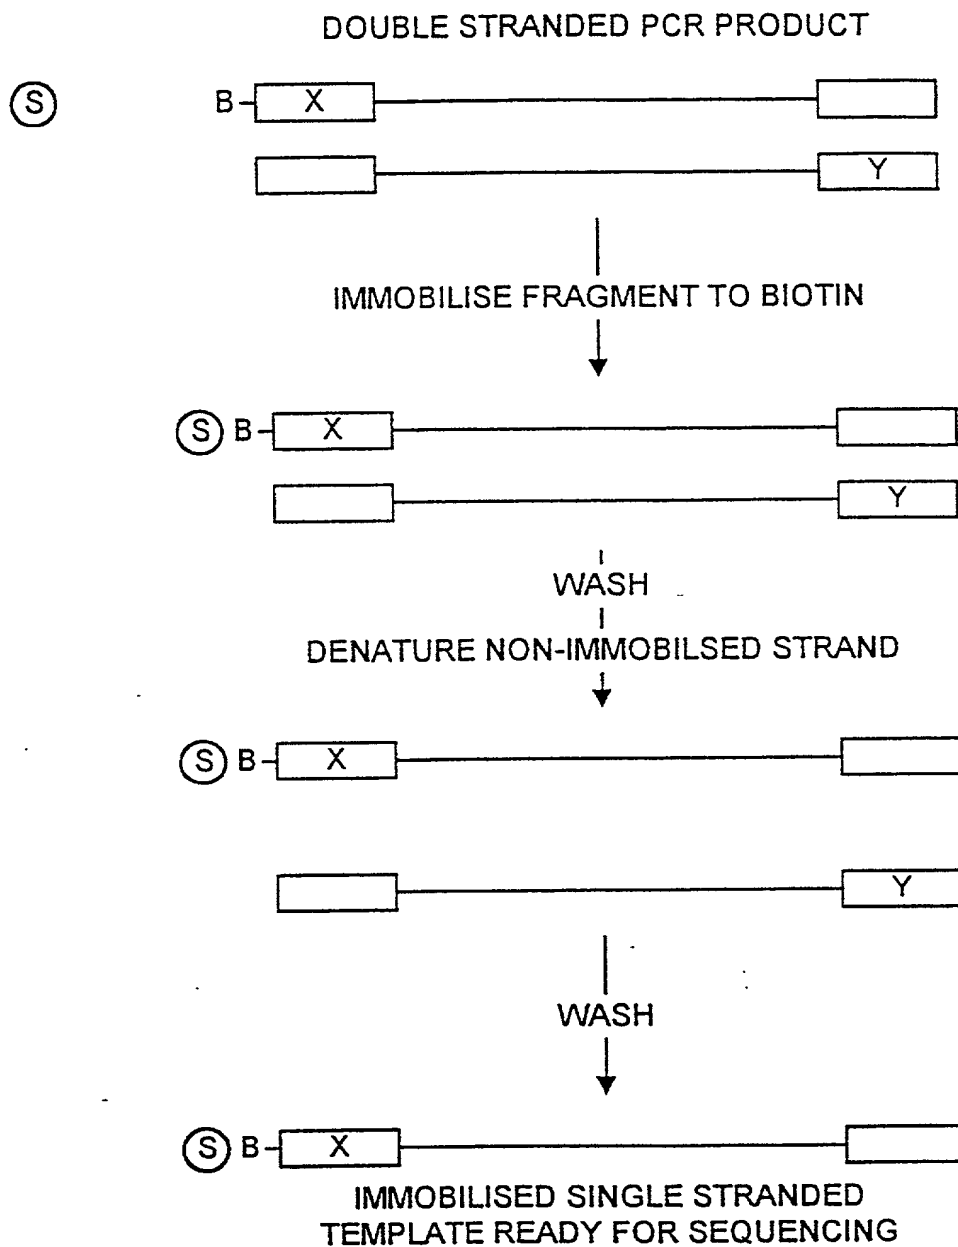 DOUBLE STRANDED PCR PRODUCT
S B X
Y
IMMOBILISE FRAGMENT TO BIOTIN
S B X
Y
WASH
DENATURE NON-IMMOBILSED STRAND
S B X
Y
WASH
S B X
IMMOBILISED SINGLE STRANDED
TEMPLATE READY FOR SEQUENCING